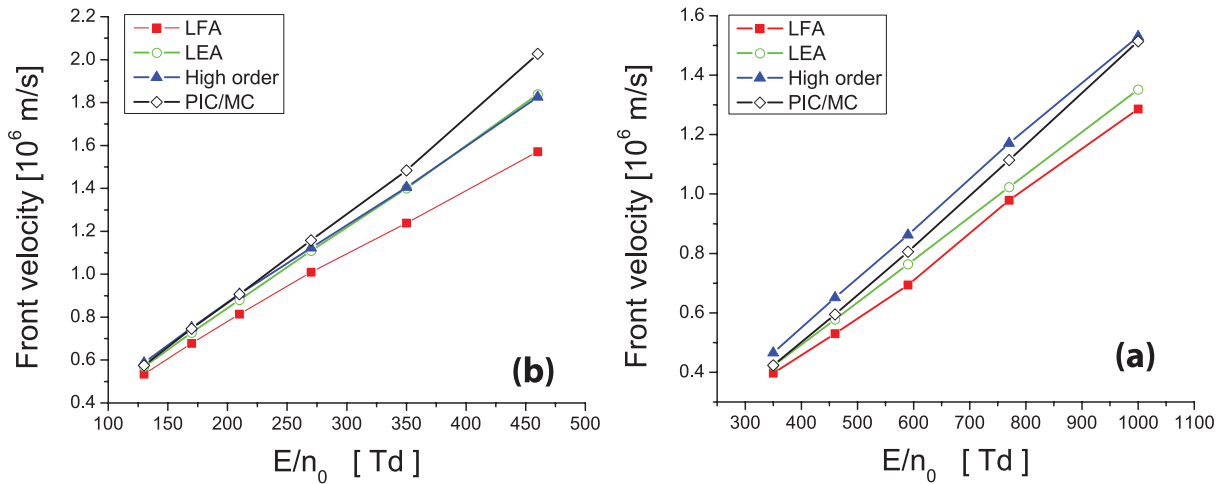 LFA
LEA
High order
PIC/MC
Front velocity [10⁶ m/s]
2.2
2.0
1.8
1.6
1.4
1.2
1.0
0.8
0.6
0.4
100 150 200 250 300 350 400 450 500
E/n₀ [ Td ]
(b)
LFA
LEA
High order
PIC/MC
Front velocity [10⁶ m/s]
1.6
1.4
1.2
1.0
0.8
0.6
0.4
300 400 500 600 700 800 900 1000 1100
E/n₀ [ Td ]
(a)